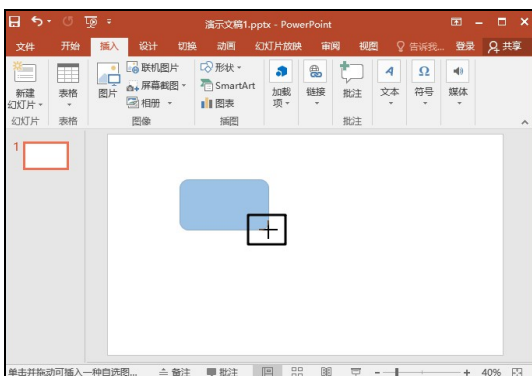 演示文稿1.pptx - PowerPoint
文件 开始 插入 设计 切换 动画 幻灯片放映 审阅 视图 告诉我... 登录 共享
新建
幻灯片
表格
图片
联机图片
屏幕截图
相册
形状
SmartArt
图表
加载
项
链接
批注
文本
符号
媒体
幻灯片 表格 图像 插图 批注
1
单击并拖动可插入一种自选图... 备注 批注 40%